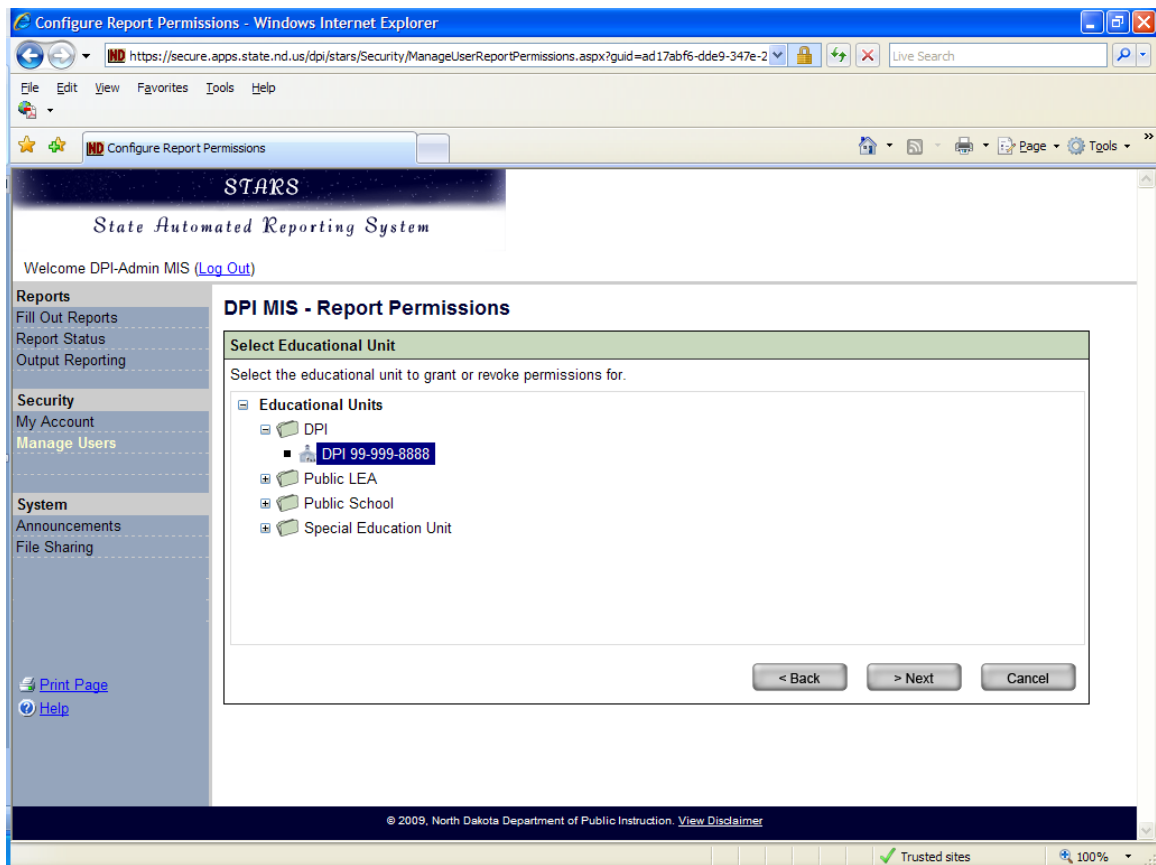 Configure Report Permissions - Windows Internet Explorer
https://secure.apps.state.nd.us/dpi/stars/Security/ManageUserReportPermissions.aspx?guid=ad17abf6-dde9-347e-2
Live Search
File Edit View Favorites Tools Help
ND Configure Report Permissions
Page Tools »
STARS
State Automated Reporting System
Welcome DPI-Admin MIS (Log Out)
Reports
Fill Out Reports
Report Status
Output Reporting
Security
My Account
Manage Users
System
Announcements
File Sharing
Print Page
Help
DPI MIS - Report Permissions
Select Educational Unit
Select the educational unit to grant or revoke permissions for.
Educational Units
DPI
DPI 99-999-8888
Public LEA
Public School
Special Education Unit
< Back > Next Cancel
© 2009, North Dakota Department of Public Instruction. View Disclaimer
Trusted sites 100%